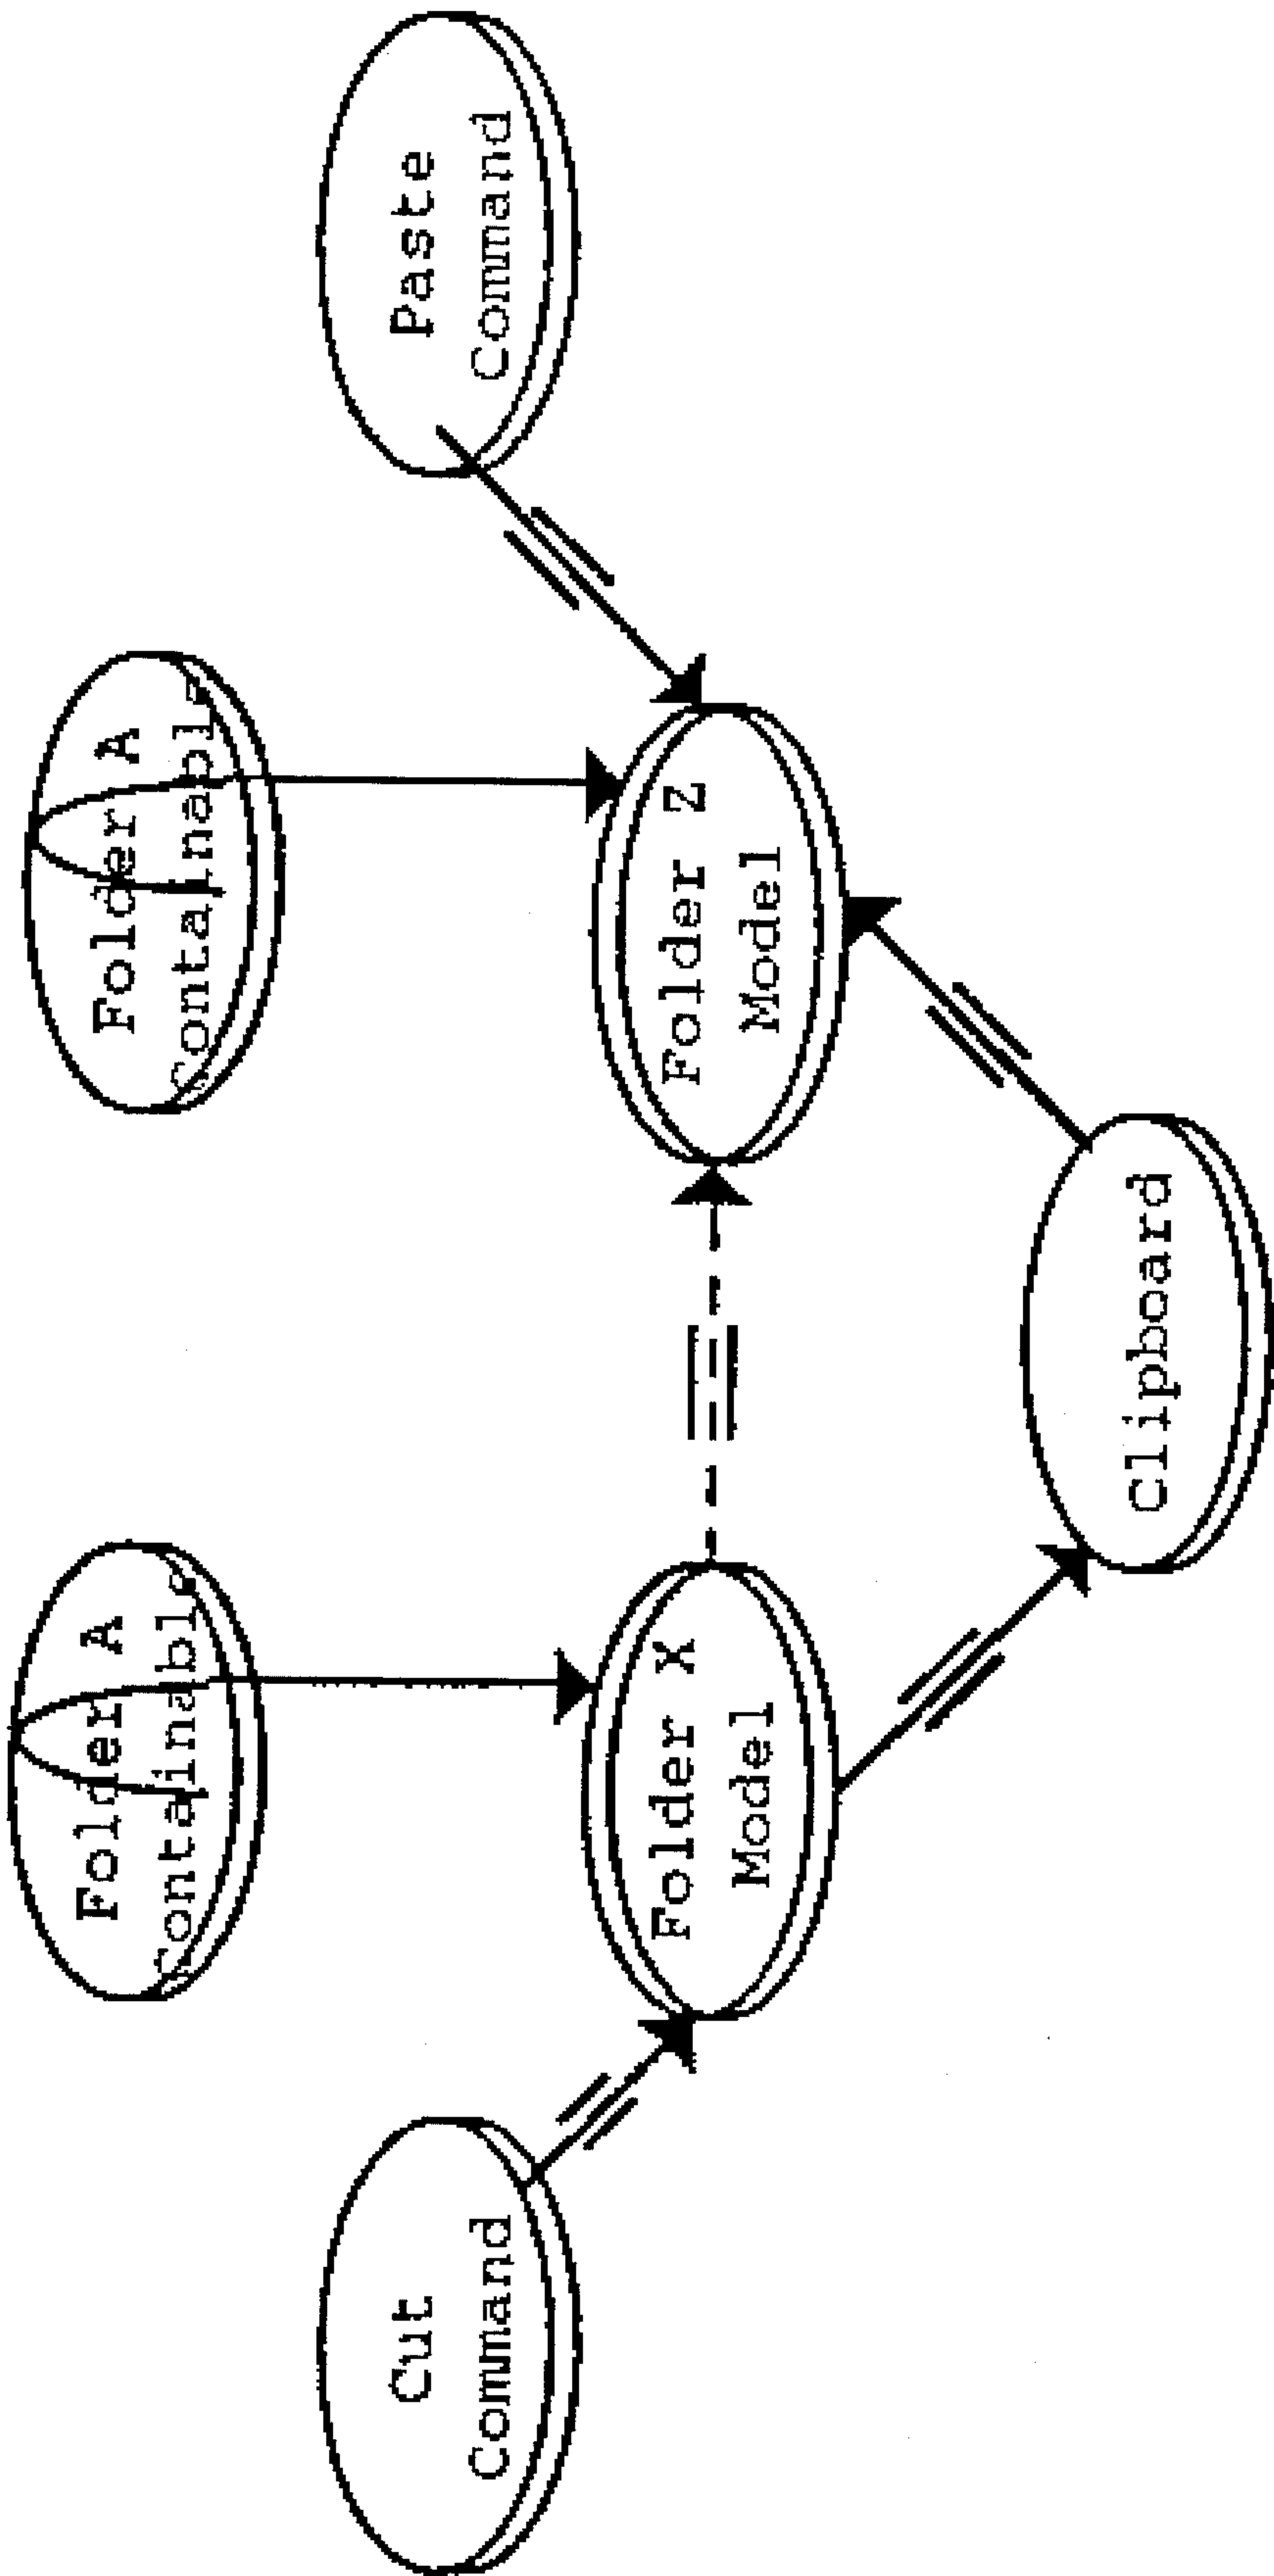 Folder A
Containable
Folder A
Containable
Cut
Command
Paste
Command
Folder X
Model
Folder Z
Model
Clipboard